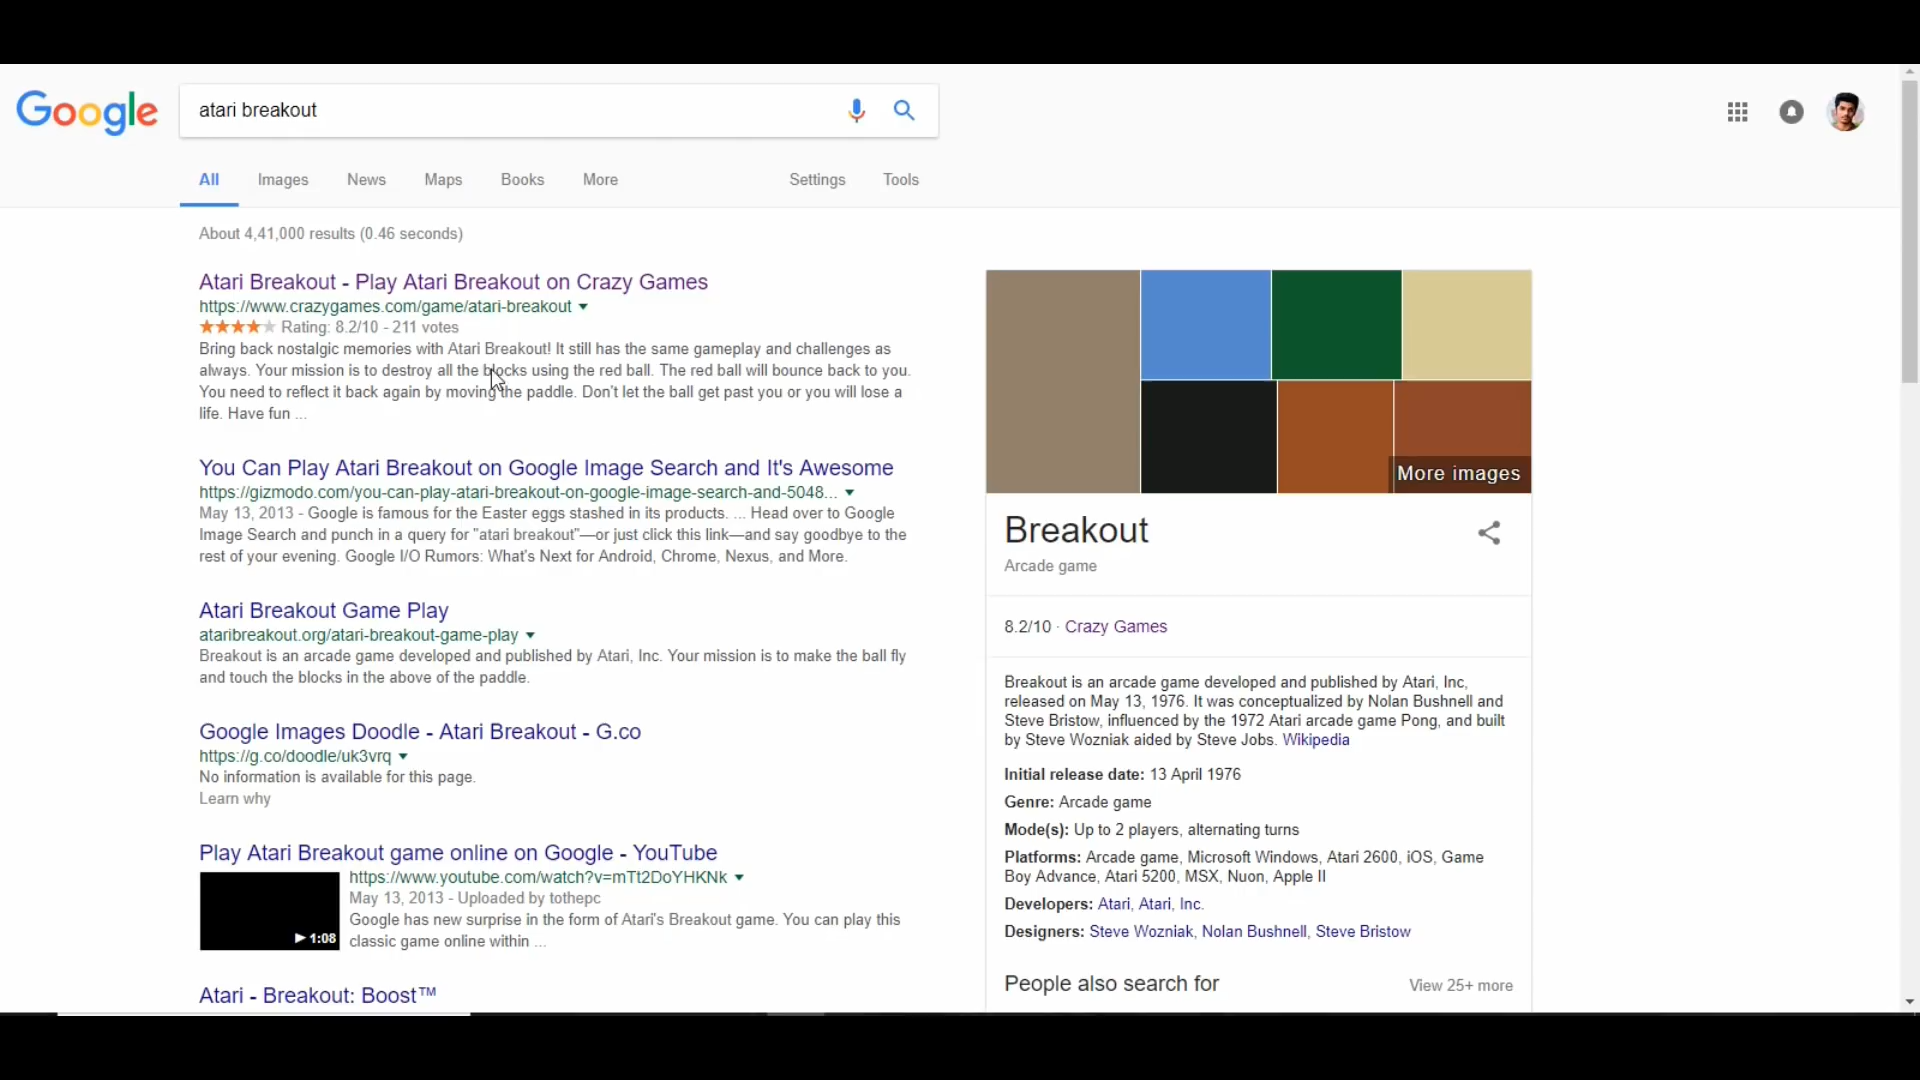 Google
atari breakout
All Images News Maps Books More Settings Tools
About 4,41,000 results (0.46 seconds)
Atari Breakout - Play Atari Breakout on Crazy Games
https://www.crazygames.com/game/atari-breakout
Rating: 8.2/10 - 211 votes
Bring back nostalgic memories with Atari Breakout! It still has the same gameplay and challenges as
always. Your mission is to destroy all the blocks using the red ball. The red ball will bounce back to you.
You need to reflect it back again by moving the paddle. Don't let the ball get past you or you will lose a
life. Have fun ...
You Can Play Atari Breakout on Google Image Search and It's Awesome
https://gizmodo.com/you-can-play-atari-breakout-on-google-image-search-and-5048...
May 13, 2013 - Google is famous for the Easter eggs stashed in its products. ... Head over to Google
Image Search and punch in a query for "atari breakout"—or just click this link—and say goodbye to the
rest of your evening. Google I/O Rumors: What's Next for Android, Chrome, Nexus, and More.
Atari Breakout Game Play
ataribreakout.org/atari-breakout-game-play
Breakout is an arcade game developed and published by Atari, Inc. Your mission is to make the ball fly
and touch the blocks in the above of the paddle.
Google Images Doodle - Atari Breakout - G.co
https://g.co/doodle/uk3vrq
No information is available for this page.
Learn why
Play Atari Breakout game online on Google - YouTube
https://www.youtube.com/watch?v=mTt2DoYHKNk
May 13, 2013 - Uploaded by tothepc
Google has new surprise in the form of Atari's Breakout game. You can play this
1:08
classic game online within ...
Atari - Breakout: Boost™
More images
Breakout
Arcade game
8.2/10 · Crazy Games
Breakout is an arcade game developed and published by Atari, Inc,
released on May 13, 1976. It was conceptualized by Nolan Bushnell and
Steve Bristow, influenced by the 1972 Atari arcade game Pong, and built
by Steve Wozniak aided by Steve Jobs. Wikipedia
Initial release date: 13 April 1976
Genre: Arcade game
Mode(s): Up to 2 players, alternating turns
Platforms: Arcade game, Microsoft Windows, Atari 2600, iOS, Game
Boy Advance, Atari 5200, MSX, Nuon, Apple II
Developers: Atari, Atari, Inc.
Designers: Steve Wozniak, Nolan Bushnell, Steve Bristow
People also search for
View 25+ more